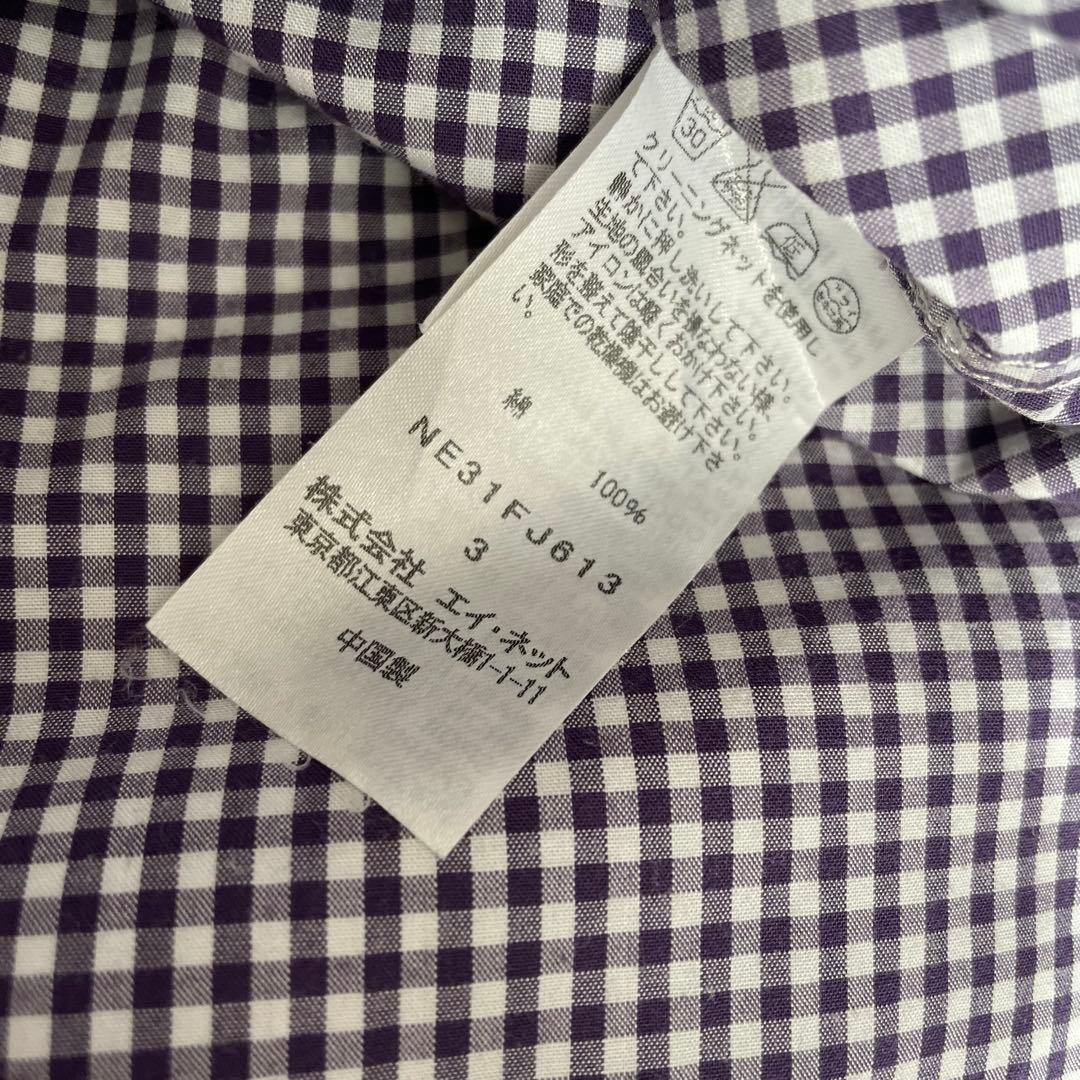 30
中
クリーニングネットを使用し
て下さい。
静かに押し洗いして下さい。
生地の風合いを損なわない様、
アイロンは軽くおかけ下さい。
形を整えて陰干しして下さい。
家庭での乾燥機はお避け下さ
い。
綿 100%
NE31FJ613
3
株式会社 エイ・ネット
東京都江東区新大橋1-1-11
中国製